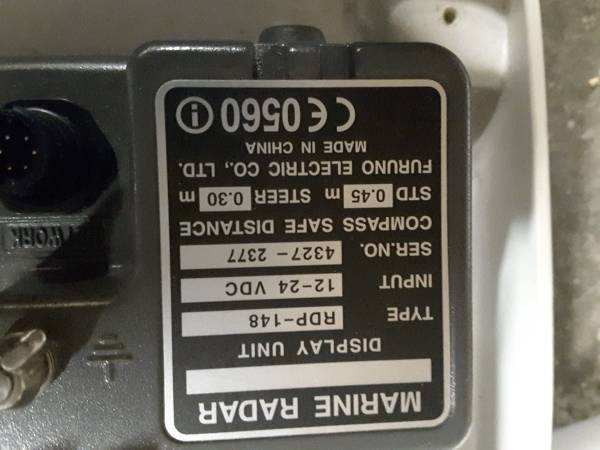 MARINE RADAR
DISPLAY UNIT
TYPE RDP-148
INPUT 12-24 VDC
SER.NO. 4327-2377
COMPASS SAFE DISTANCE
STD 0.45 m STEER 0.30 m
FURUNO ELECTRIC CO., LTD.
MADE IN CHINA
CE 0560